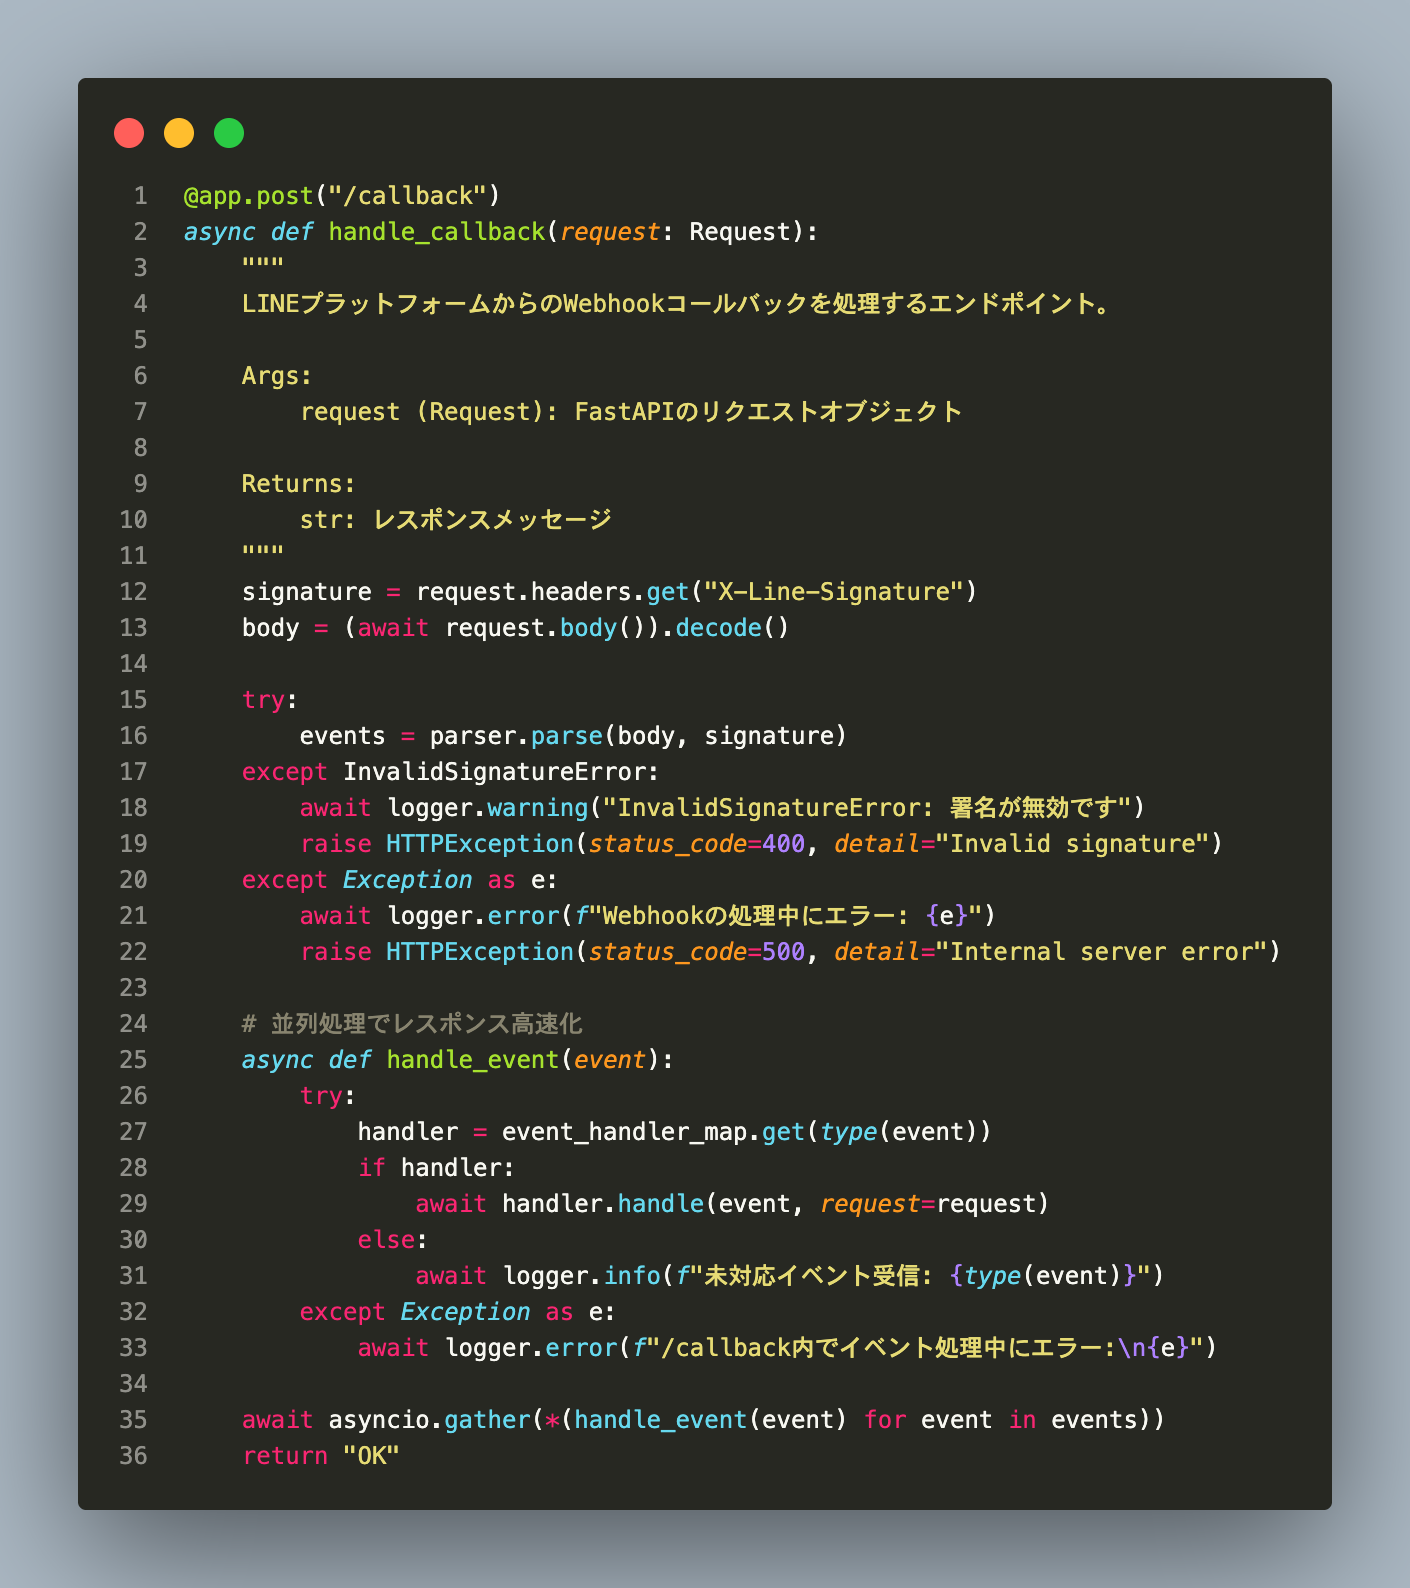 1 @app.post("/callback")
2 async def handle_callback(request: Request):
3     """
4     LINEプラットフォームからのWebhookコールバックを処理するエンドポイント。
5
6     Args:
7         request (Request): FastAPIのリクエストオブジェクト
8
9     Returns:
10         str: レスポンスメッセージ
11     """
12     signature = request.headers.get("X-Line-Signature")
13     body = (await request.body()).decode()
14
15     try:
16         events = parser.parse(body, signature)
17     except InvalidSignatureError:
18         await logger.warning("InvalidSignatureError: 署名が無効です")
19         raise HTTPException(status_code=400, detail="Invalid signature")
20     except Exception as e:
21         await logger.error(f"Webhookの処理中にエラー: {e}")
22         raise HTTPException(status_code=500, detail="Internal server error")
23
24     # 並列処理でレスポンス高速化
25     async def handle_event(event):
26         try:
27             handler = event_handler_map.get(type(event))
28             if handler:
29                 await handler.handle(event, request=request)
30             else:
31                 await logger.info(f"未対応イベント受信: {type(event)}")
32         except Exception as e:
33             await logger.error(f"/callback内でイベント処理中にエラー:\n{e}")
34
35     await asyncio.gather(*(handle_event(event) for event in events))
36     return "OK"